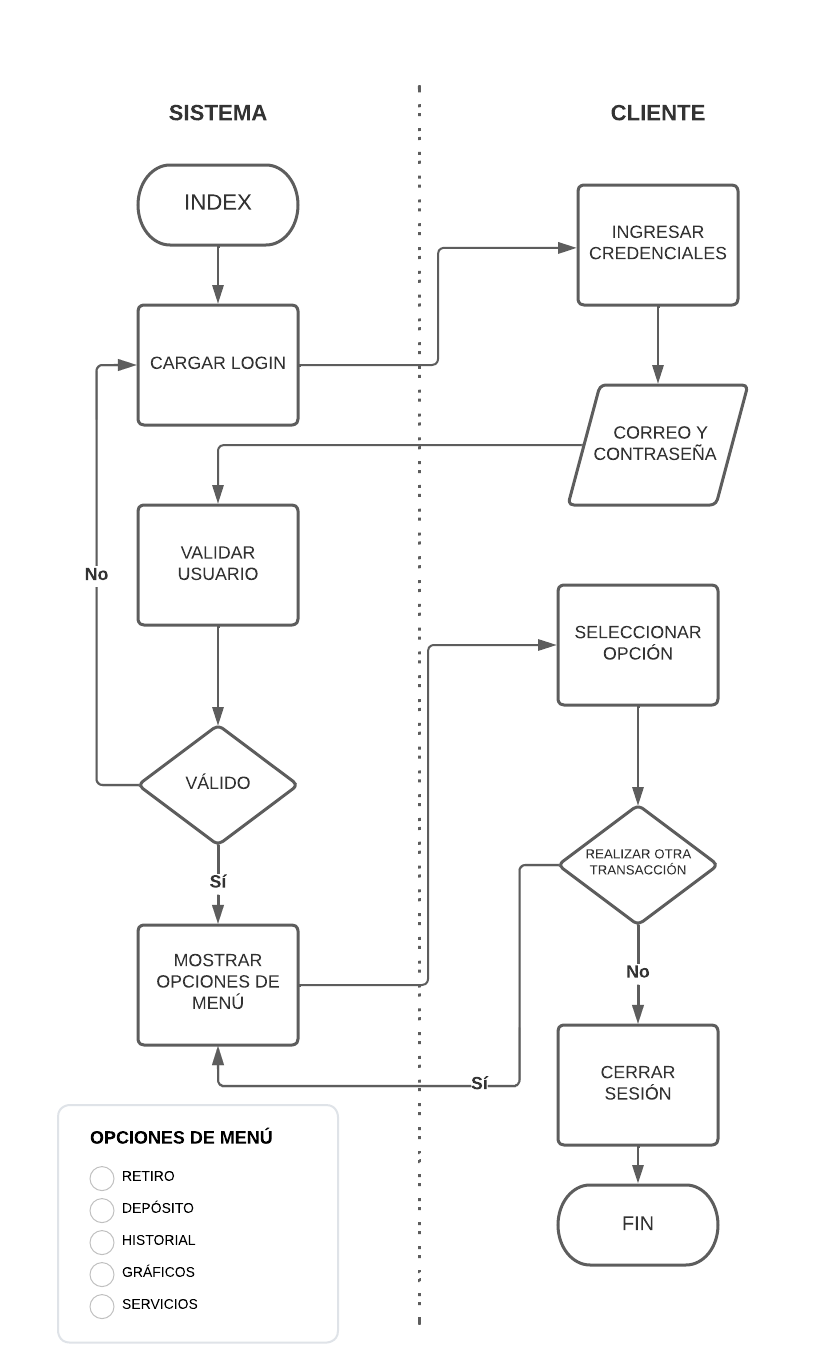 SISTEMA
CLIENTE
INDEX
INGRESAR
CREDENCIALES
CARGAR LOGIN
CORREO Y
CONTRASEÑA
VALIDAR
USUARIO
No
SELECCIONAR
OPCIÓN
VÁLIDO
REALIZAR OTRA
TRANSACCIÓN
Sí
MOSTRAR
OPCIONES DE
MENÚ
No
CERRAR
SESIÓN
Sí
OPCIONES DE MENÚ
RETIRO
DEPÓSITO
HISTORIAL
GRÁFICOS
SERVICIOS
FIN